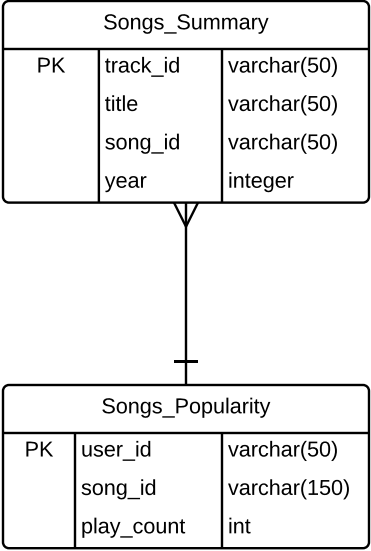 Songs_Summary
PK track_id varchar(50)
title varchar(50)
song_id varchar(50)
year integer
Songs_Popularity
PK user_id varchar(50)
song_id varchar(150)
play_count int